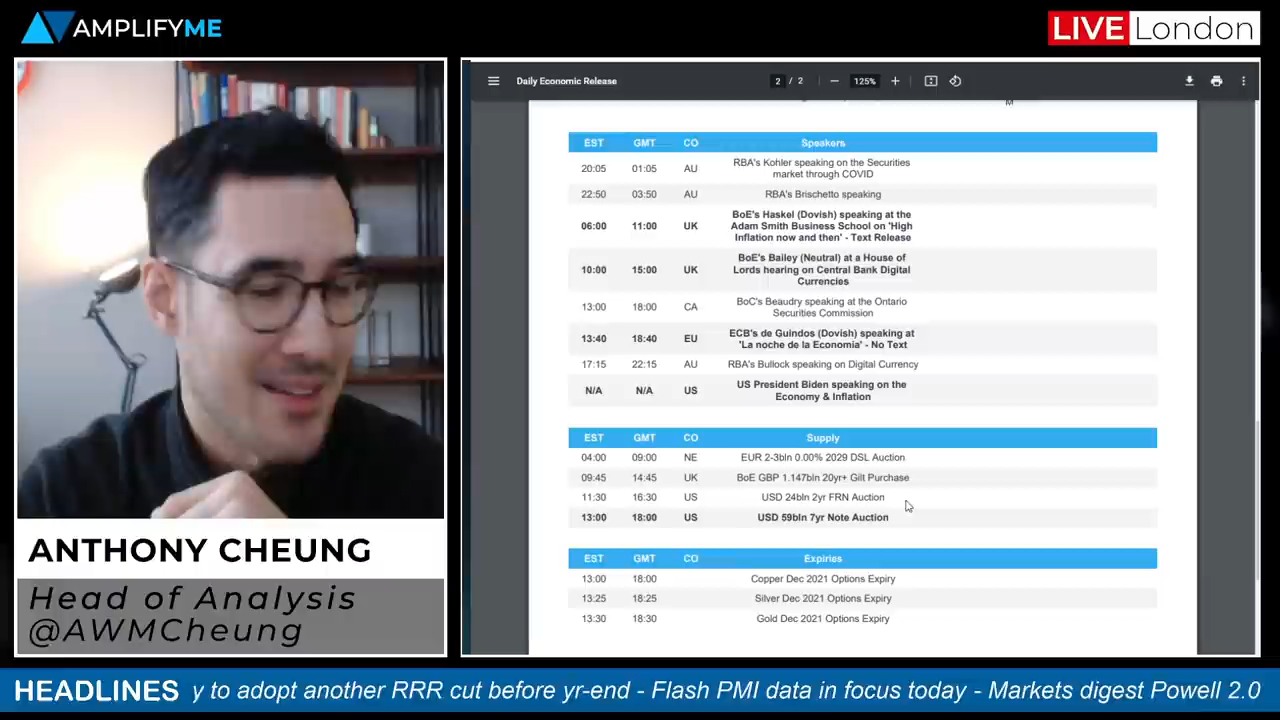 AMPLIFYME
LIVE London
Daily Economic Release
2 / 2
125%
M
EST GMT CO Speakers
20:05 01:05 AU RBA's Kohler speaking on the Securities
market through COVID
22:50 03:50 AU RBA's Brischetto speaking
06:00 11:00 UK BoE's Haskel (Dovish) speaking at the
Adam Smith Business School on 'High
Inflation now and then' - Text Release
10:00 15:00 UK BoE's Bailey (Neutral) at a House of
Lords hearing on Central Bank Digital
Currencies
13:00 18:00 CA BoC's Beaudry speaking at the Ontario
Securities Commission
13:40 18:40 EU ECB's de Guindos (Dovish) speaking at
'La noche de la Economia' - No Text
17:15 22:15 AU RBA's Bullock speaking on Digital Currency
N/A N/A US US President Biden speaking on the
Economy & Inflation
EST GMT CO Supply
04:00 09:00 NE EUR 2-3bln 0.00% 2029 DSL Auction
09:45 14:45 UK BoE GBP 1.147bln 20yr+ Gilt Purchase
11:30 16:30 US USD 24bln 2yr FRN Auction
13:00 18:00 US USD 59bln 7yr Note Auction
EST GMT CO Expiries
13:00 18:00 Copper Dec 2021 Options Expiry
13:25 18:25 Silver Dec 2021 Options Expiry
13:30 18:30 Gold Dec 2021 Options Expiry
ANTHONY CHEUNG
Head of Analysis
@AWMCheung
HEADLINES y to adopt another RRR cut before yr-end - Flash PMI data in focus today - Markets digest Powell 2.0